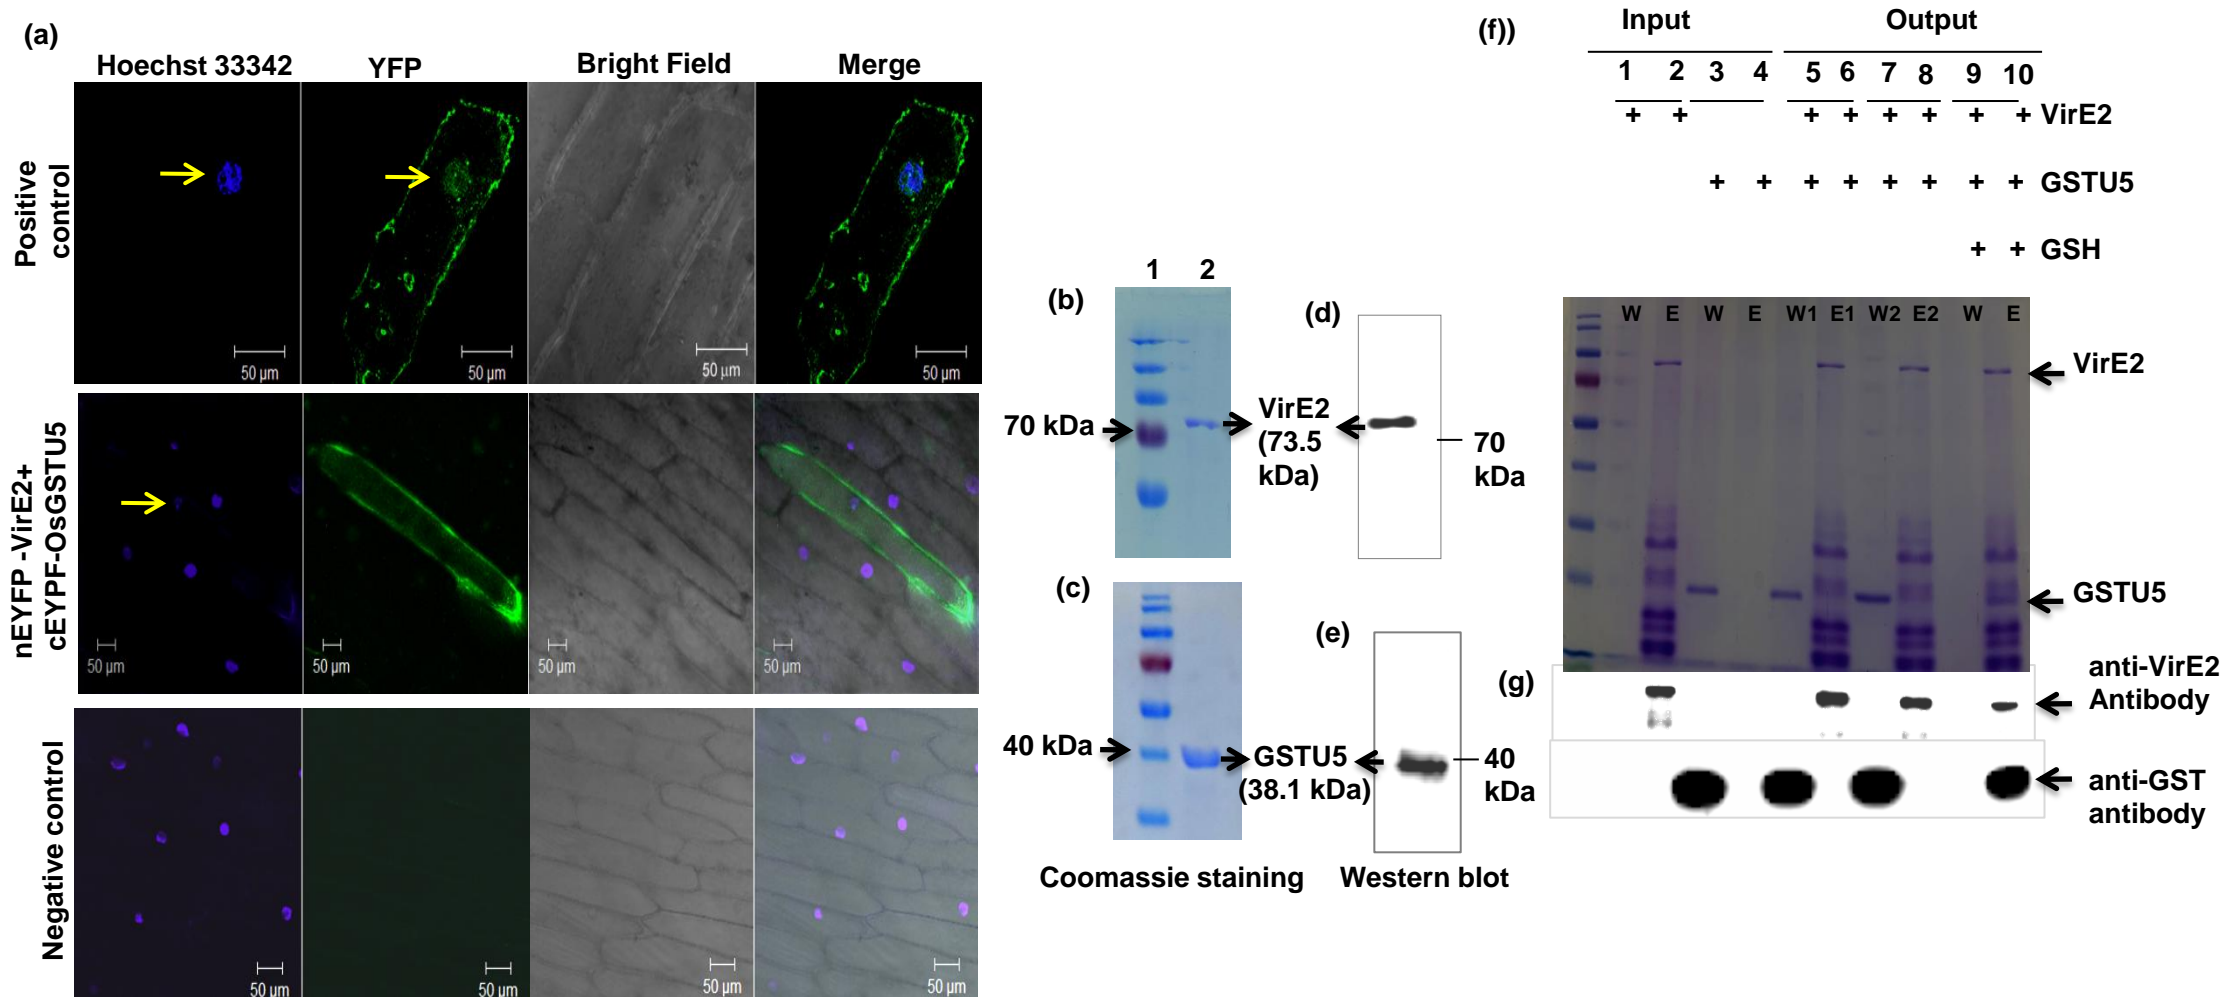 (a)
Hoechst 33342 YFP Bright Field Merge
Positive
control
50 µm 50 µm 50 µm 50 µm
nEYFP -VirE2+
cEYPF-OsGSTU5
50 µm 50 µm 50 µm 50 µm
Negative control
50 µm 50 µm 50 µm 50 µm
(b)
1 2
70 kDa
VirE2
(73.5
kDa)
(d)
70
kDa
(c)
40 kDa
GSTU5
(38.1 kDa)
(e)
40
kDa
Coomassie staining Western blot
(f))
Input Output
1 2 3 4 5 6 7 8 9 10
+ + + + + + + + VirE2
+ + + + + + + + GSTU5
+ + GSH
W E W E W1 E1 W2 E2 W E
VirE2
GSTU5
(g)
anti-VirE2
Antibody
anti-GST
antibody